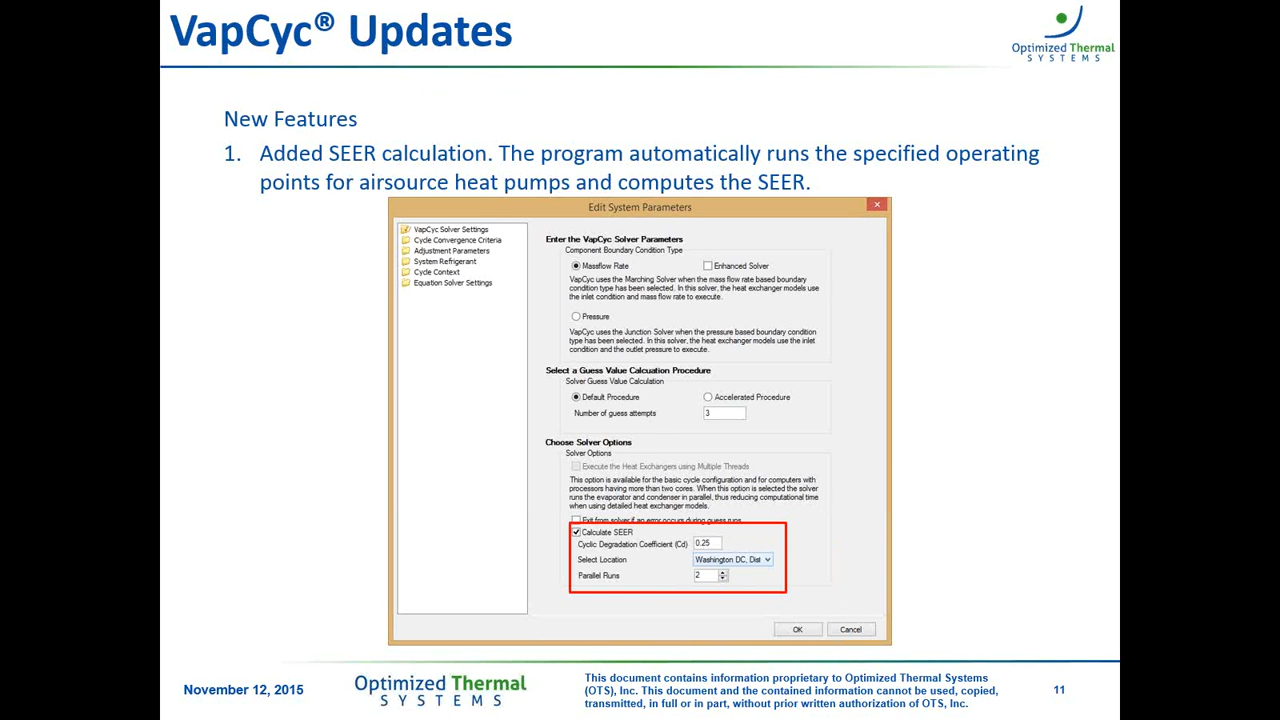 VapCyc® Updates
Optimized Thermal
SYSTEMS
New Features
1. Added SEER calculation. The program automatically runs the specified operating
points for airsource heat pumps and computes the SEER.
Edit System Parameters
VapCyc Solver Settings
Cycle Convergence Criteria
Adjustment Parameters
System Refrigerant
Cycle Context
Equation Solver Settings
Enter the VapCyc Solver Parameters
Component Boundary Condition Type
Massflow Rate
Enhanced Solver
VapCyc uses the Marching Solver when the mass flow rate based boundary
condition type has been selected. In this solver, the heat exchanger models use
the inlet condition and mass flow rate to execute.
Pressure
VapCyc uses the Junction Solver when the pressure based boundary condition
type has been selected. In this solver, the heat exchanger models use the inlet
condition and the outlet pressure to execute.
Select a Guess Value Calcuation Procedure
Solver Guess Value Calculation
Default Procedure
Accelerated Procedure
Number of guess attempts
3
Choose Solver Options
Solver Options
Execute the Heat Exchangers using Multiple Threads
This option is available for the basic cycle configuration and for computers with
processors having more than two cores. When this option is selected the solver
runs the evaporator and condenser in parallel, thus reducing computational time
when using detailed heat exchanger models.
Exit from solver if an error occurs during guess runs
Calculate SEER
Cyclic Degradation Coefficient (Cd) 0.25
Select Location Washington DC, Dist
Parallel Runs 2
OK
Cancel
November 12, 2015
Optimized Thermal
SYSTEMS
This document contains information proprietary to Optimized Thermal Systems
(OTS), Inc. This document and the contained information cannot be used, copied,
transmitted, in full or in part, without prior written authorization of OTS, Inc.
11